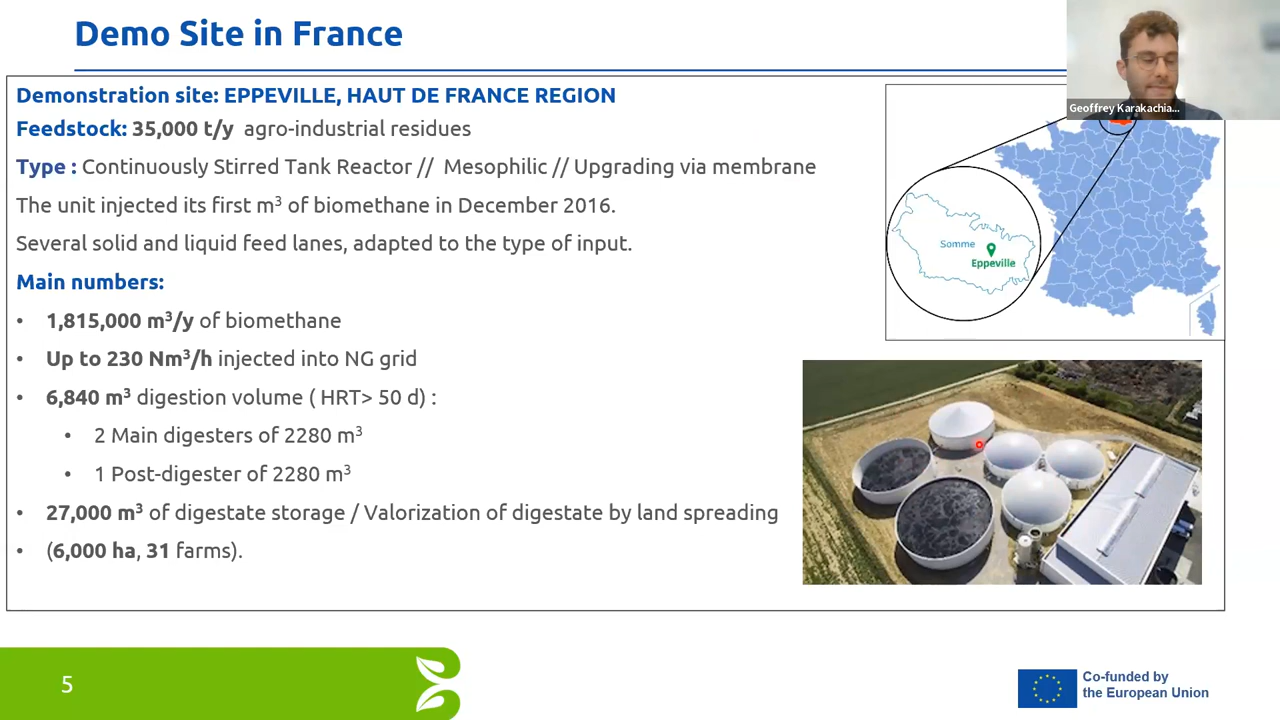 Demo Site in France
Geoffrey Karakachia...
Demonstration site: EPPEVILLE, HAUT DE FRANCE REGION
Feedstock: 35,000 t/y agro-industrial residues
Type : Continuously Stirred Tank Reactor // Mesophilic // Upgrading via membrane
The unit injected its first m³ of biomethane in December 2016.
Several solid and liquid feed lanes, adapted to the type of input.
Main numbers:
• 1,815,000 m³/y of biomethane
• Up to 230 Nm³/h injected into NG grid
• 6,840 m³ digestion volume ( HRT> 50 d) :
• 2 Main digesters of 2280 m³
• 1 Post-digester of 2280 m³
• 27,000 m³ of digestate storage / Valorization of digestate by land spreading
• (6,000 ha, 31 farms).
Somme
Eppeville
5
Co-funded by
the European Union